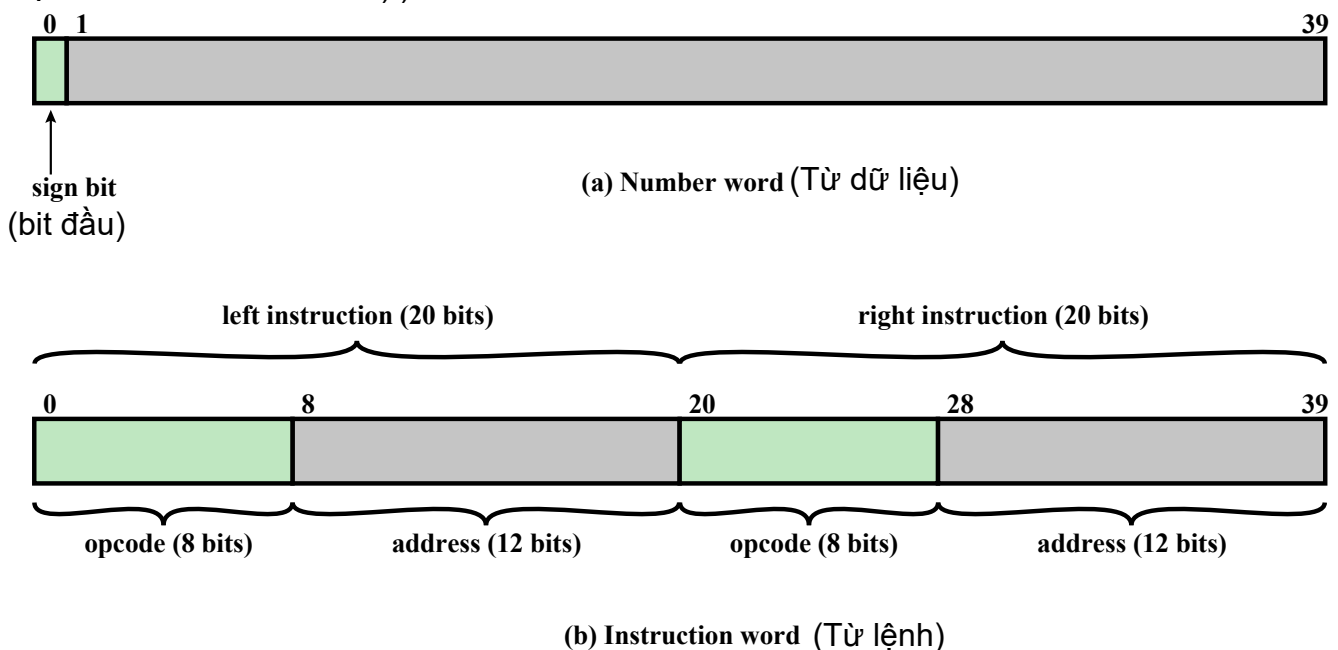 0 1 39
sign bit
(bit đầu)
(a) Number word (Từ dữ liệu)
left instruction (20 bits) right instruction (20 bits)
0 8 20 28 39
opcode (8 bits) address (12 bits) opcode (8 bits) address (12 bits)
(b) Instruction word (Từ lệnh)